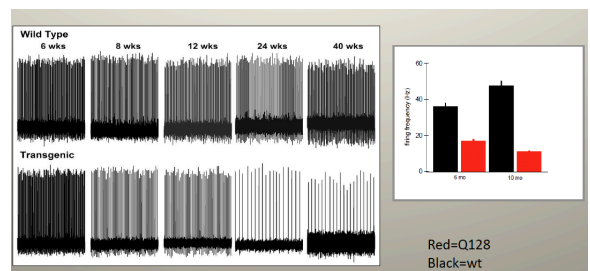 Wild Type
6 wks 8 wks 12 wks 24 wks 40 wks
Transgenic
60
40
20
0
firing frequency (Hz)
6 mo 10 mo
Red=Q128
Black=wt